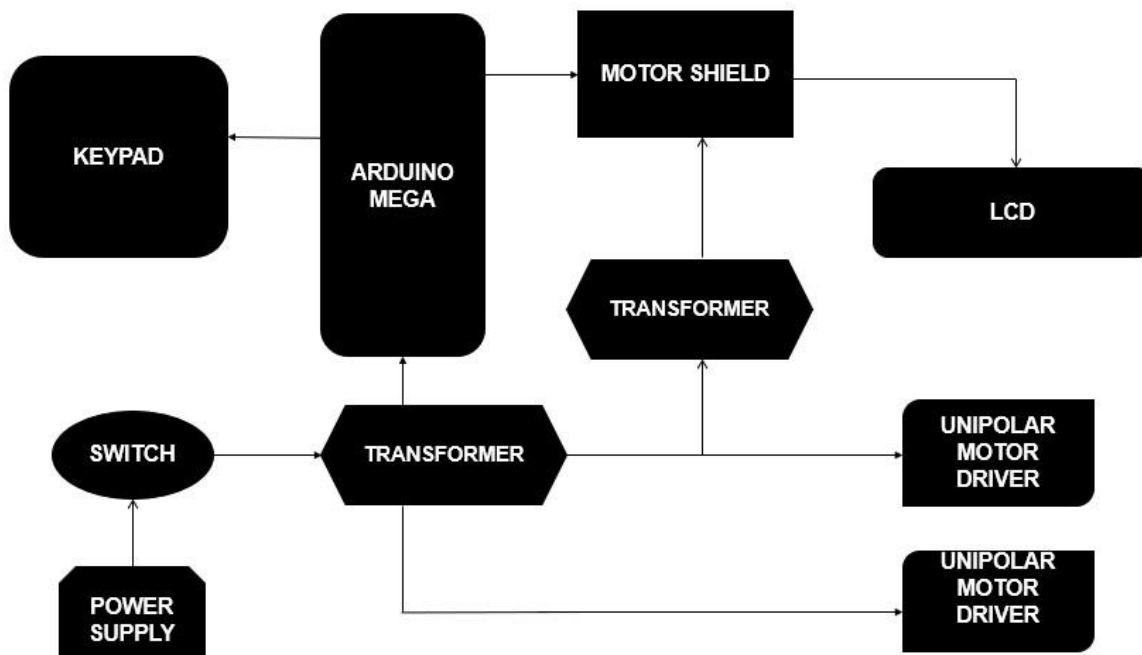 MOTOR SHIELD
KEYPAD
ARDUINO
MEGA
LCD
TRANSFORMER
SWITCH
TRANSFORMER
UNIPOLAR
MOTOR
DRIVER
POWER
SUPPLY
UNIPOLAR
MOTOR
DRIVER